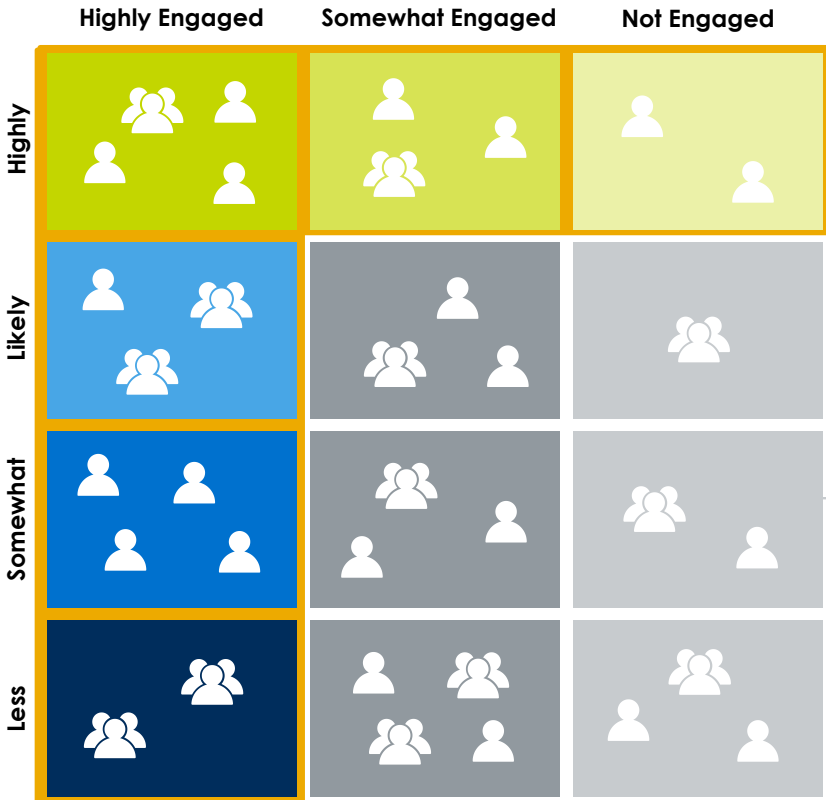 Highly Engaged
Somewhat Engaged
Not Engaged
Highly
Likely
Somewhat
Less